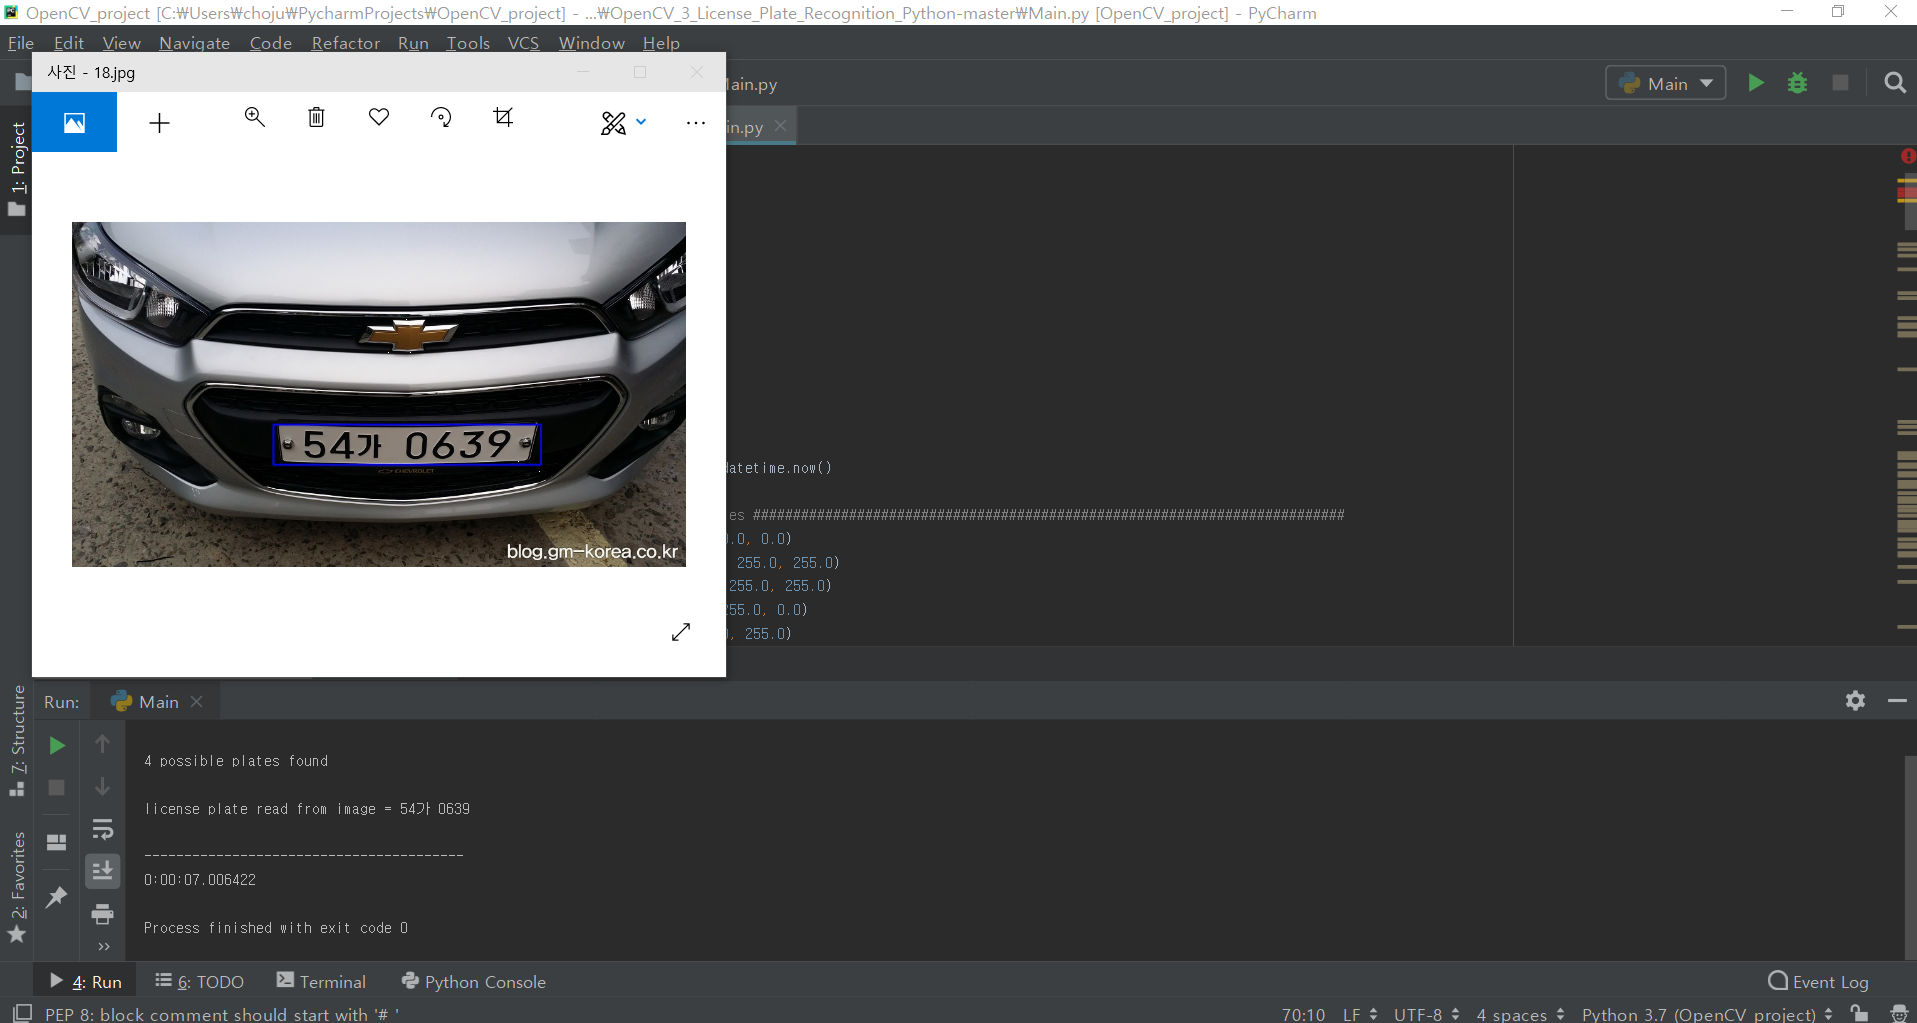 OpenCV_project [C:₩Users₩choju₩PycharmProjects₩OpenCV_project] - ...₩OpenCV_3_License_Plate_Recognition_Python-master₩Main.py [OpenCV_project] - PyCharm
File Edit View Navigate Code Refactor Run Tools VCS Window Help
사진 - 18.jpg
Main.py
Main
in.py
1: Project
54가 0639
CHEVROLET
blog.gm-korea.co.kr
datetime.now()
es ##########################################################################
.0, 0.0)
255.0, 255.0)
255.0, 255.0)
255.0, 0.0)
, 255.0)
7: Structure
2: Favorites
Run: Main
4 possible plates found
license plate read from image = 54가 0639
----------------------------------------
0:00:07.006422
Process finished with exit code 0
4: Run 6: TODO Terminal Python Console Event Log
PEP 8: block comment should start with '# ' 70:10 LF UTF-8 4 spaces Python 3.7 (OpenCV_project)